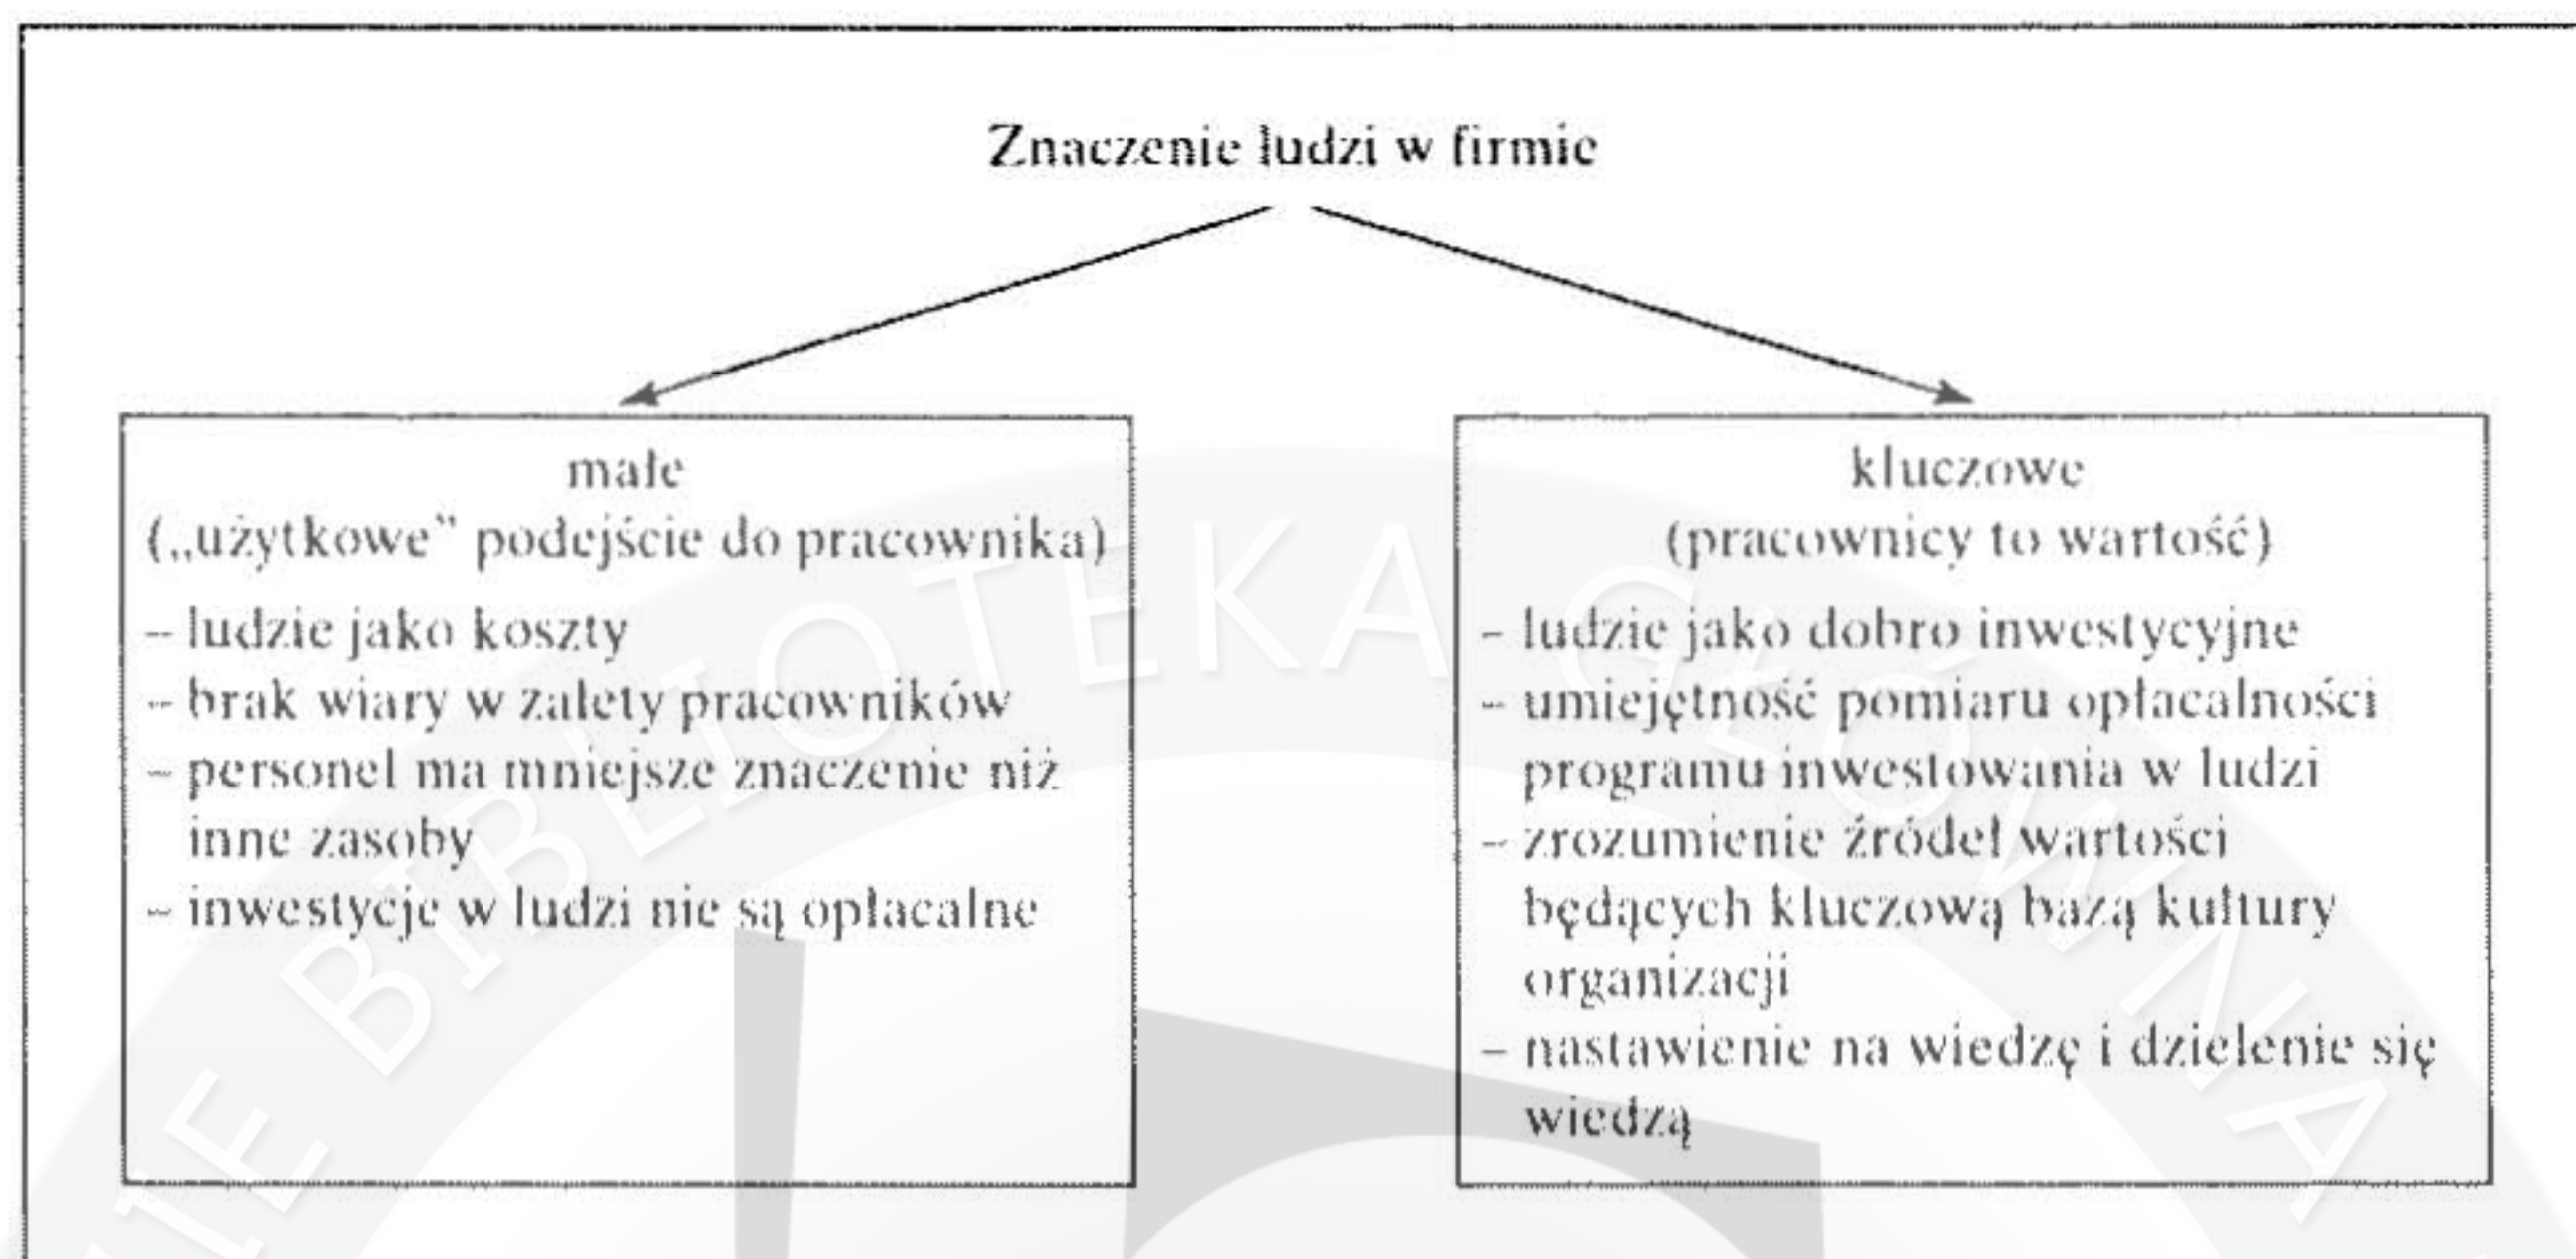 Znaczenie ludzi w firmie
małe
(„użytkowe” podejście do pracownika)
– ludzie jako koszty
– brak wiary w zalety pracowników
– personel ma mniejsze znaczenie niż
inne zasoby
– inwestycje w ludzi nie są opłacalne
kluczowe
(pracownicy to wartość)
– ludzie jako dobro inwestycyjne
– umiejętność pomiaru opłacalności
programu inwestowania w ludzi
– zrozumienie źródeł wartości
będących kluczową bazą kultury
organizacji
– nastawienie na wiedzę i dzielenie się
wiedzą
BIBLIOTEKA GŁÓWNA